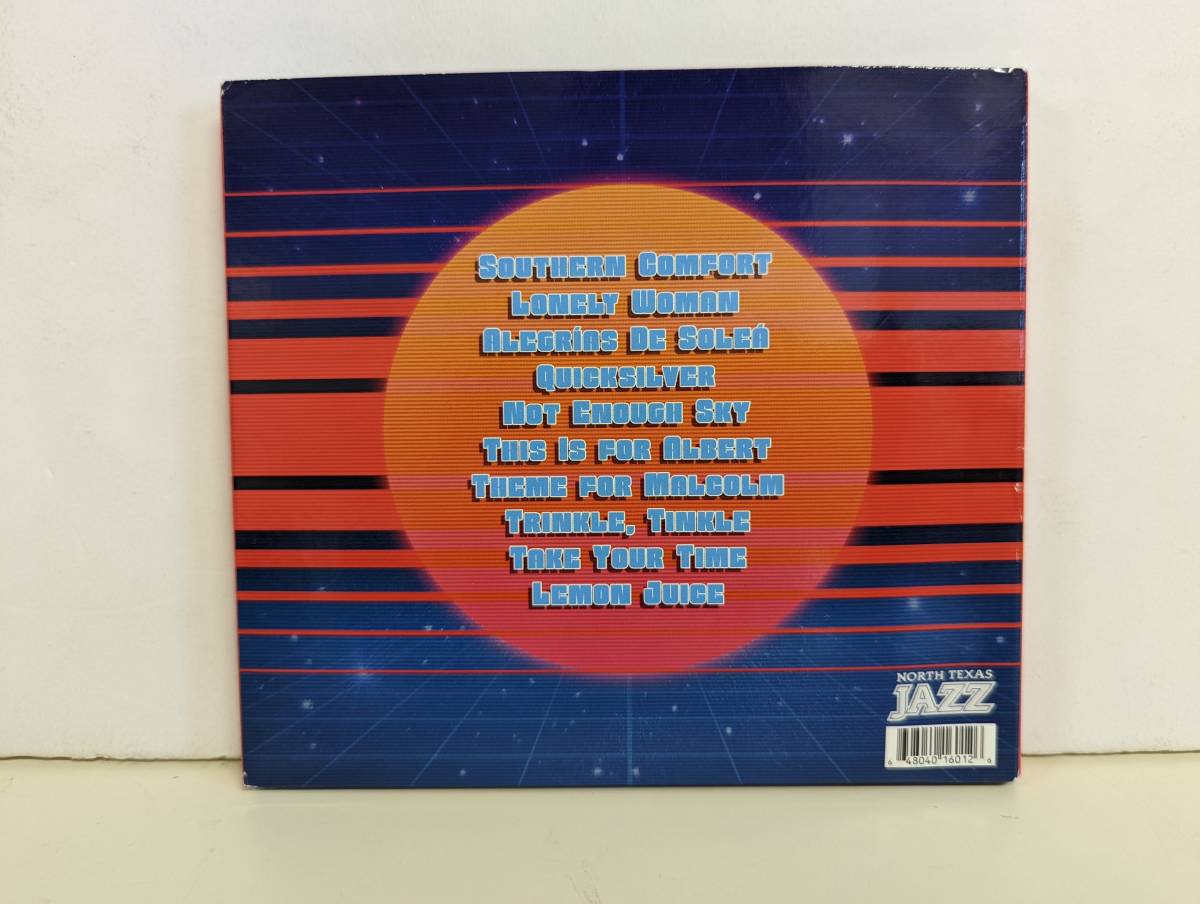 Southern Comfort
Lonely Woman
Alegrías De Soleá
Quicksilver
Not Enough Sky
This Is for Albert
Theme for Malcolm
Trinkle, Tinkle
Take Your Time
Lemon Juice
NORTH TEXAS
JAZZ
6 48040 16012 6